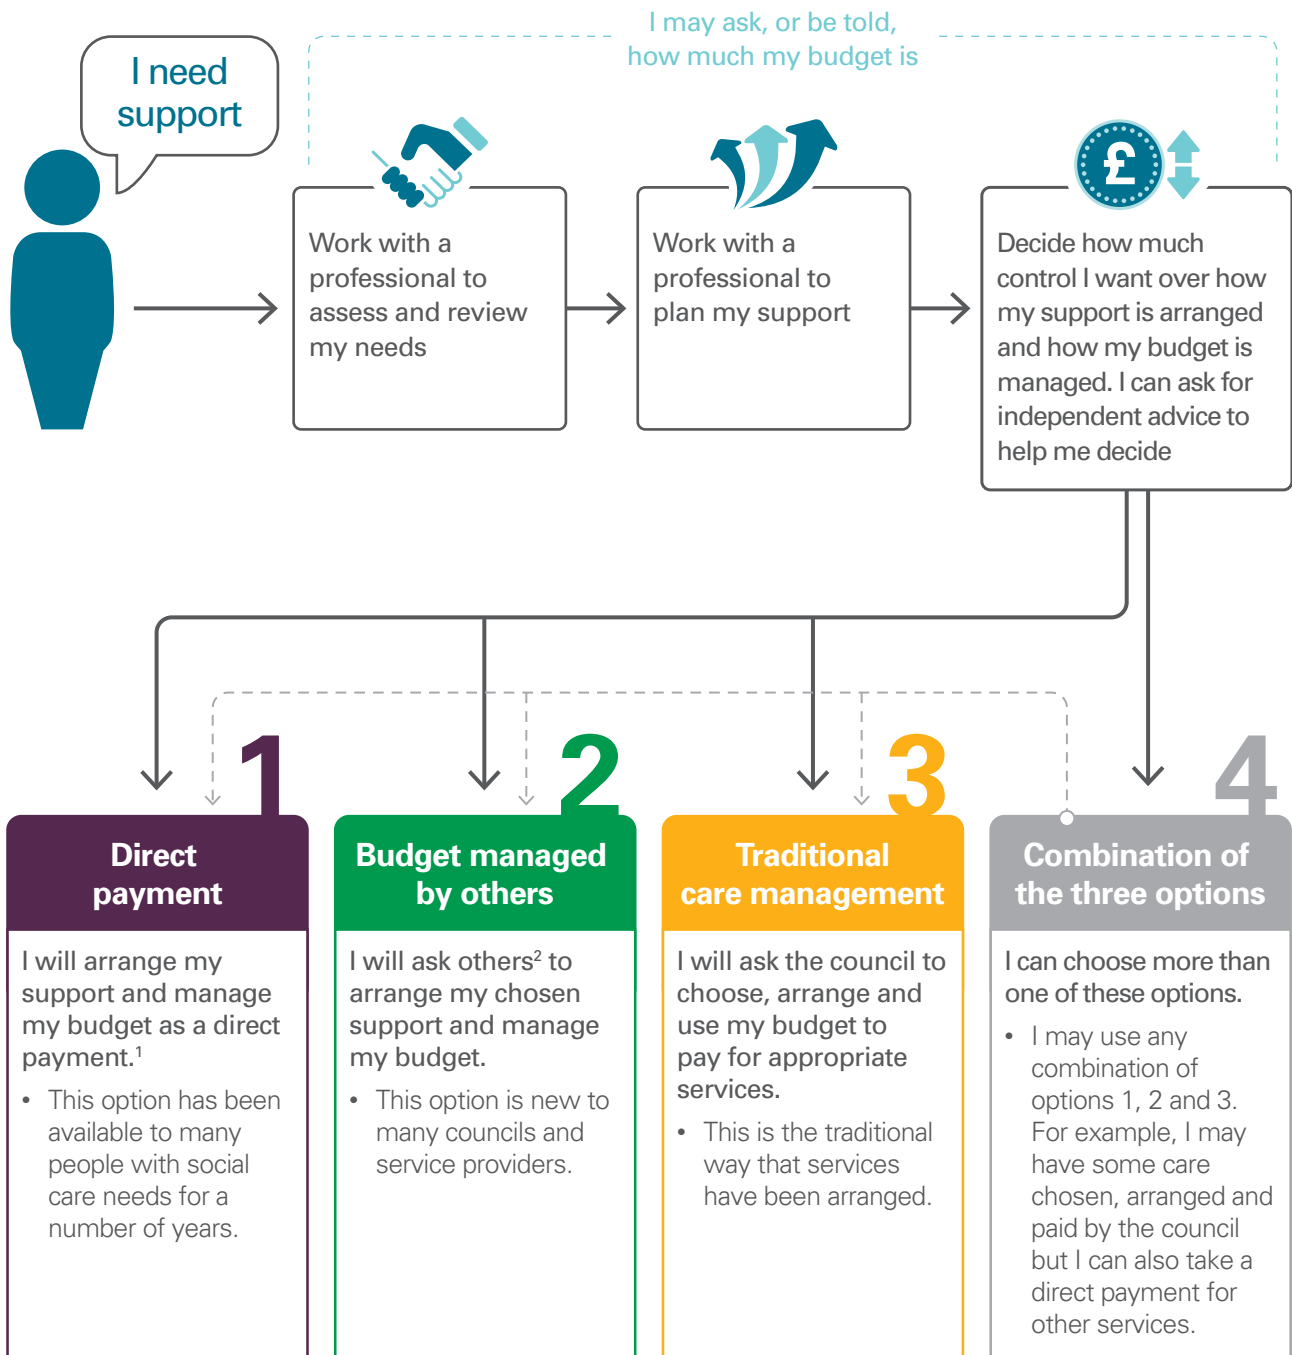 I may ask, or be told,
how much my budget is
I need
support
Work with a
professional to
assess and review
my needs
Work with a
professional to
plan my support
£
Decide how much
control I want over how
my support is arranged
and how my budget is
managed. I can ask for
independent advice to
help me decide
1
Direct
payment
I will arrange my
support and manage
my budget as a direct
payment.¹
• This option has been
available to many
people with social
care needs for a
number of years.
2
Budget managed
by others
I will ask others² to
arrange my chosen
support and manage
my budget.
• This option is new to
many councils and
service providers.
3
Traditional
care management
I will ask the council to
choose, arrange and
use my budget to
pay for appropriate
services.
• This is the traditional
way that services
have been arranged.
4
Combination of
the three options
I can choose more than
one of these options.
• I may use any
combination of
options 1, 2 and 3.
For example, I may
have some care
chosen, arranged and
paid by the council
but I can also take a
direct payment for
other services.